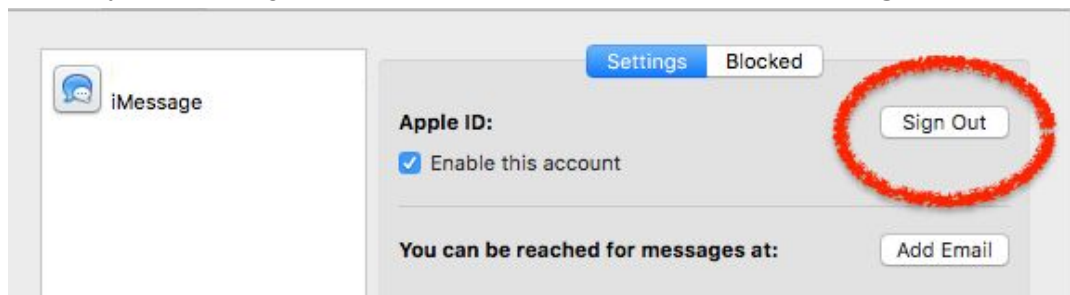 Settings Blocked
iMessage
Apple ID: Sign Out
Enable this account
You can be reached for messages at: Add Email